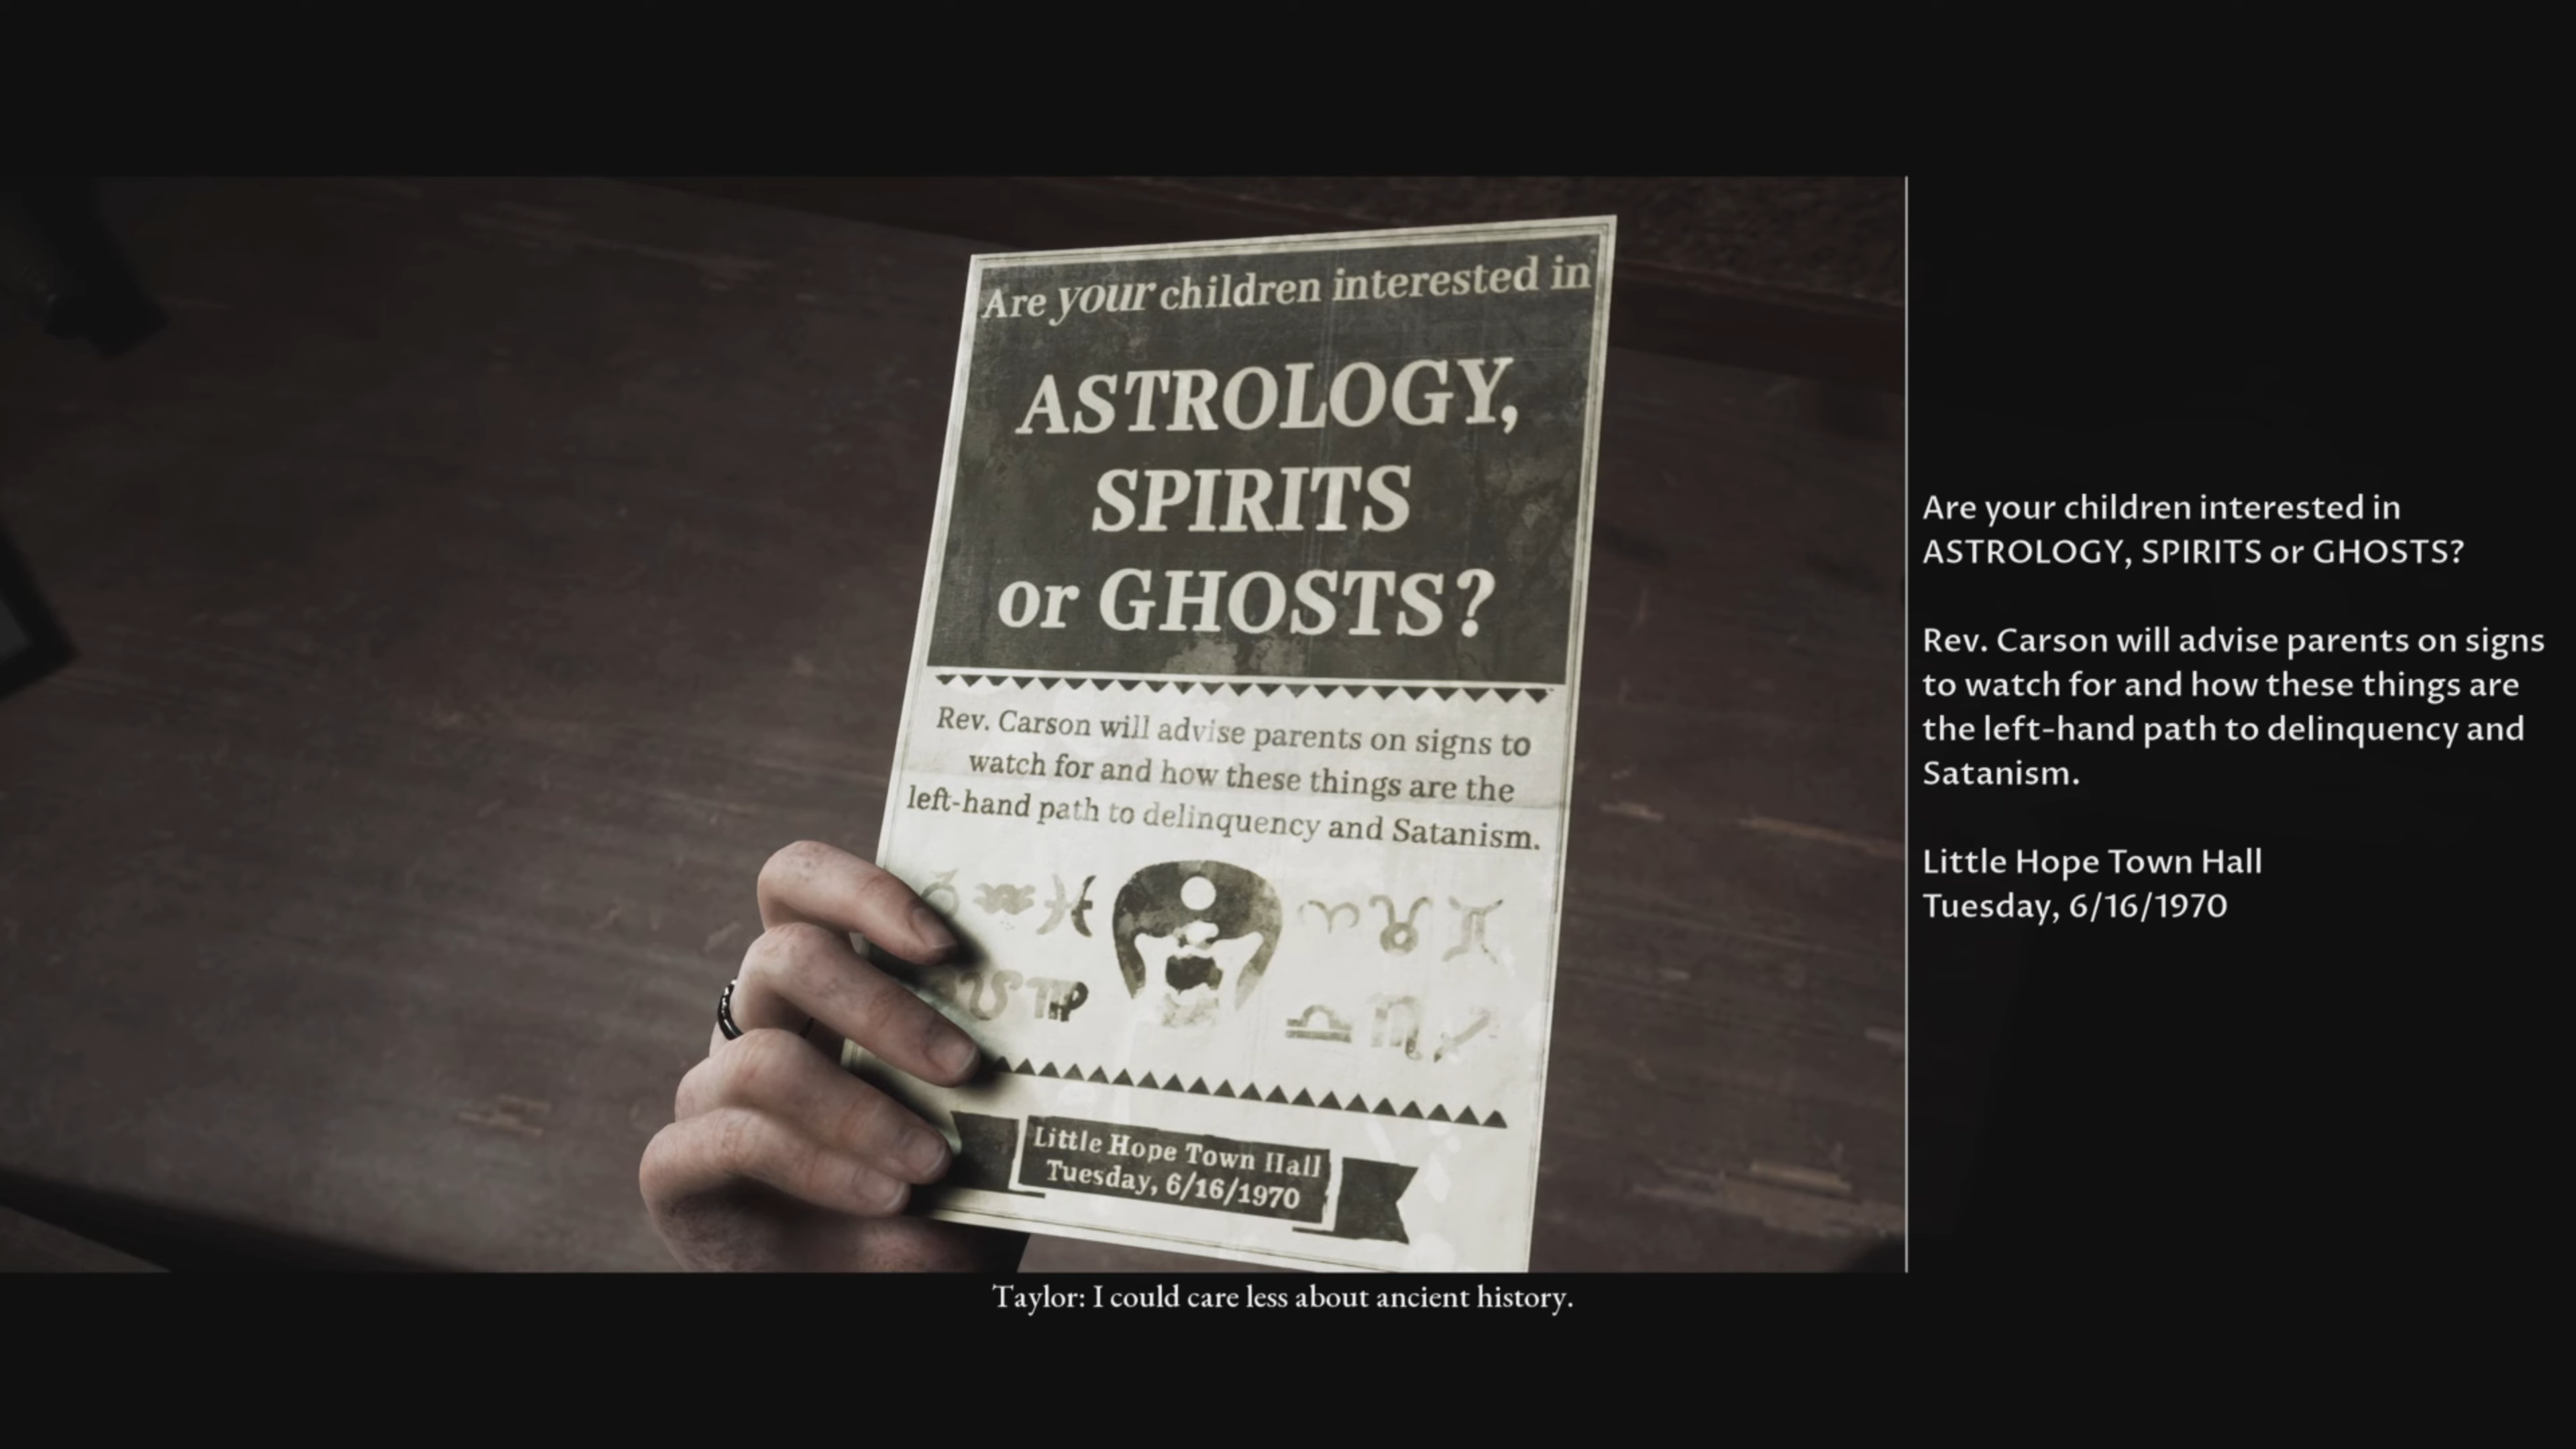 Are your children interested in
ASTROLOGY,
SPIRITS
or GHOSTS?
Rev. Carson will advise parents on signs to
watch for and how these things are the
left-hand path to delinquency and Satanism.
Little Hope Town Hall
Tuesday, 6/16/1970
Are your children interested in
ASTROLOGY, SPIRITS or GHOSTS?
Rev. Carson will advise parents on signs
to watch for and how these things are
the left-hand path to delinquency and
Satanism.
Little Hope Town Hall
Tuesday, 6/16/1970
Taylor: I could care less about ancient history.